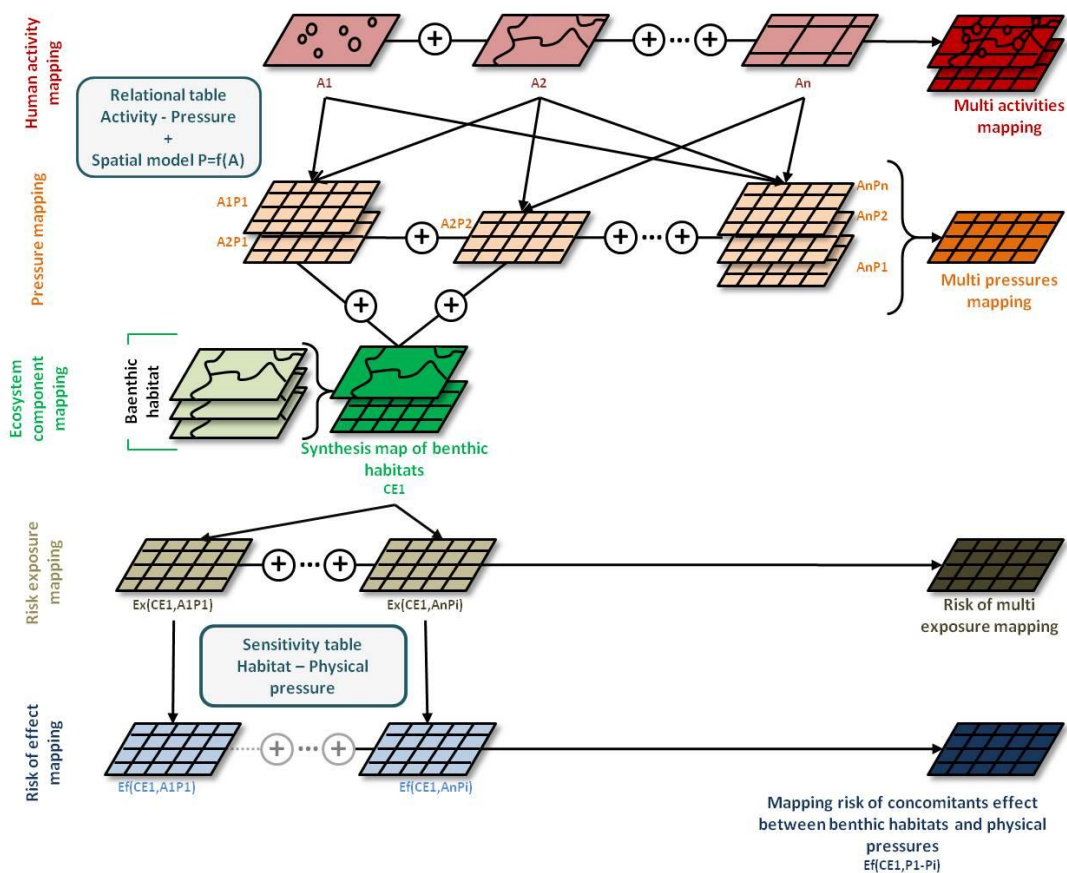 Human activity
mapping
A1
+
A2
+
...
+
An
Multi activities
mapping
Relational table
Activity - Pressure
+
Spatial model P=f(A)
Pressure mapping
A1P1
A2P1
+
A2P2
+
...
+
AnPn
AnP2
AnP1
Multi pressures
mapping
+
+
Ecosystem
component
mapping
Baenthic
habitat
Synthesis map of benthic
habitats
CE1
Risk exposure
mapping
+
...
+
Ex(CE1,A1P1)
Ex(CE1,AnPi)
Risk of multi
exposure mapping
Sensitivity table
Habitat – Physical
pressure
Risk of effect
mapping
+
...
+
Ef(CE1,A1P1)
Ef(CE1,AnPi)
Mapping risk of concomitants effect
between benthic habitats and physical
pressures
Ef(CE1,P1-Pi)